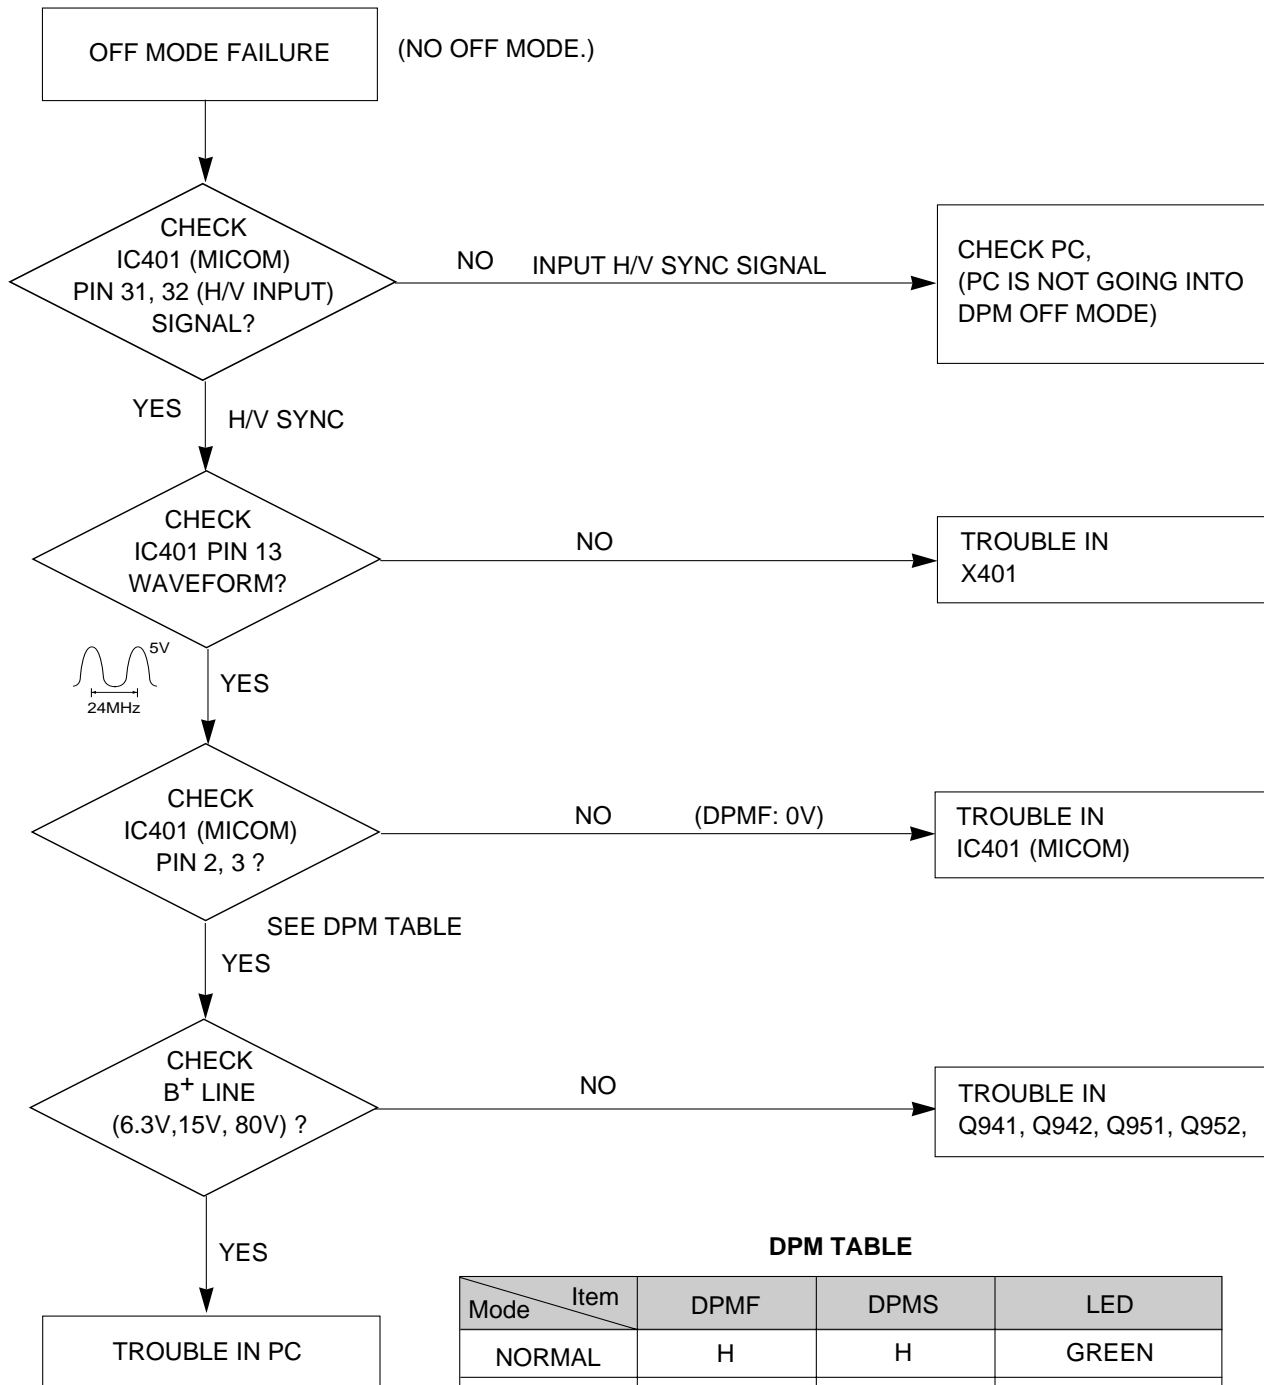 OFF MODE FAILURE
(NO OFF MODE.)
CHECK
IC401 (MICOM)
PIN 31, 32 (H/V INPUT)
SIGNAL?
NO
INPUT H/V SYNC SIGNAL
CHECK PC,
(PC IS NOT GOING INTO
DPM OFF MODE)
YES
H/V SYNC
CHECK
IC401 PIN 13
WAVEFORM?
NO
TROUBLE IN
X401
5V
24MHz
YES
CHECK
IC401 (MICOM)
PIN 2, 3 ?
NO
(DPMF: 0V)
TROUBLE IN
IC401 (MICOM)
SEE DPM TABLE
YES
CHECK
B+ LINE
(6.3V,15V, 80V) ?
NO
TROUBLE IN
Q941, Q942, Q951, Q952,
YES
TROUBLE IN PC
DPM TABLE
Mode Item DPMF DPMS LED
NORMAL H H GREEN